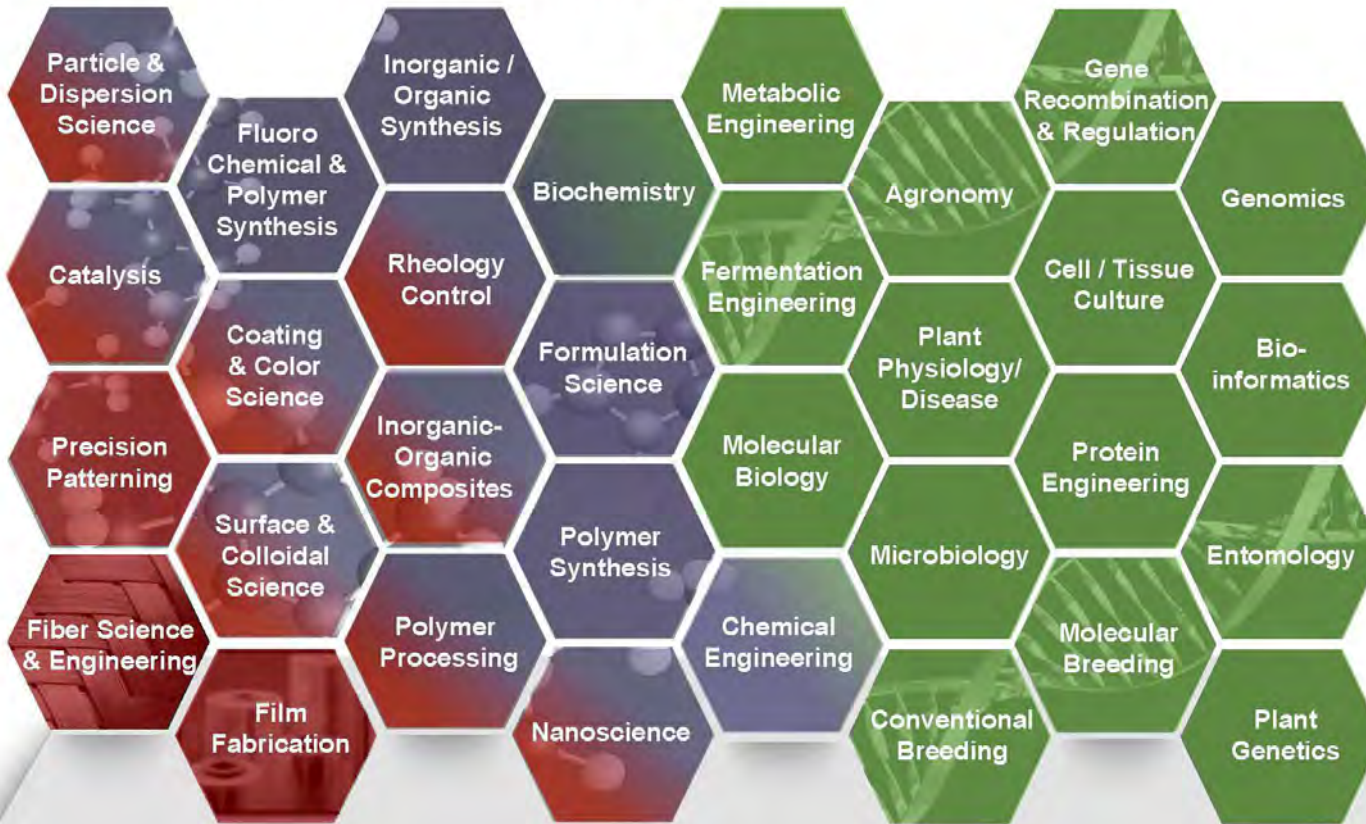 Particle &
Dispersion
Science
Catalysis
Precision
Patterning
Fiber Science
& Engineering
Fluoro
Chemical &
Polymer
Synthesis
Coating
& Color
Science
Surface &
Colloidal
Science
Film
Fabrication
Inorganic /
Organic
Synthesis
Rheology
Control
Inorganic-
Organic
Composites
Polymer
Processing
Biochemistry
Formulation
Science
Polymer
Synthesis
Nanoscience
Metabolic
Engineering
Fermentation
Engineering
Molecular
Biology
Chemical
Engineering
Agronomy
Plant
Physiology/
Disease
Microbiology
Conventional
Breeding
Gene
Recombination
& Regulation
Cell / Tissue
Culture
Protein
Engineering
Molecular
Breeding
Genomics
Bio-
informatics
Entomology
Plant
Genetics